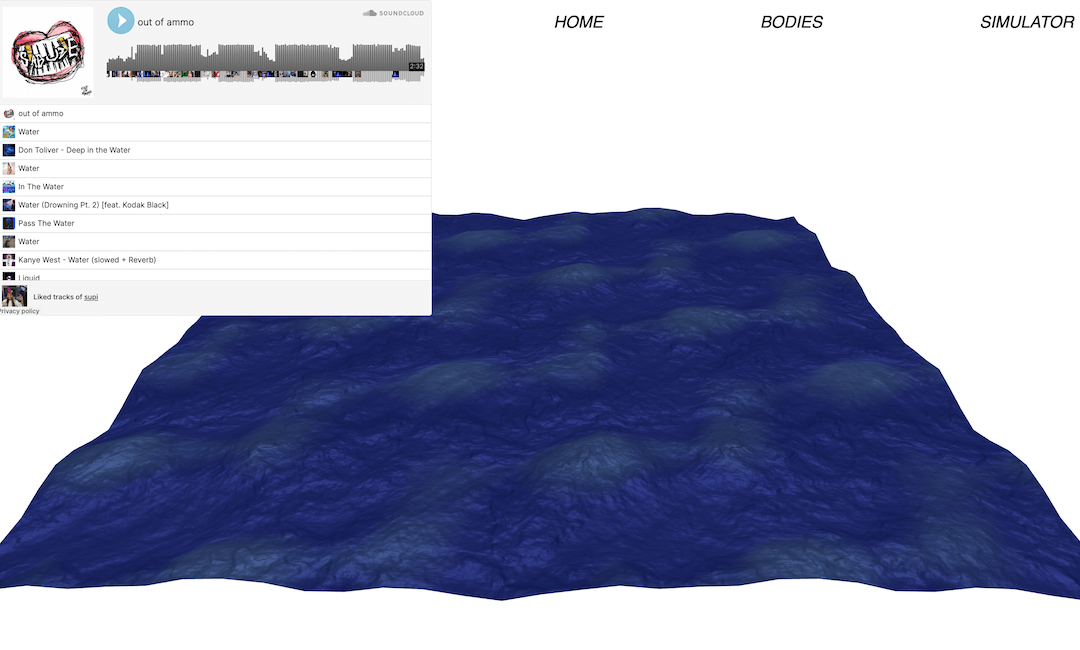 out of ammo
SOUNDCLOUD
HOME
BODIES
SIMULATOR
2:32
out of ammo
Water
Don Toliver - Deep in the Water
Water
In The Water
Water (Drowning Pt. 2) [feat. Kodak Black]
Pass The Water
Water
Kanye West - Water (slowed + Reverb)
Liquid
Liked tracks of supi
Privacy policy